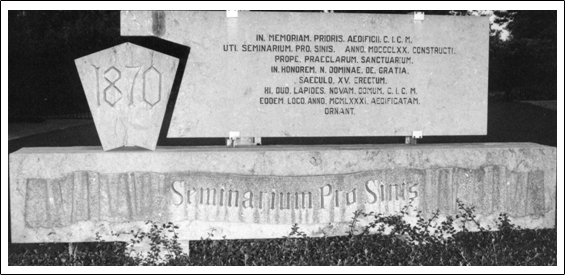 IN. MEMORIAM. PRIORIS. AEDIFICII. C. I. C. M.
UTI. SEMINARIUM. PRO. SINIS. ANNO. MDCCCLXX. CONSTRUCTI.
PROPE. PRAECLARUM. SANCTUARIUM.
IN. HONOREM. N. DOMINAE. DE. GRATIA.
SAECULO. XV. ERECTUM.
HI. DUO. LAPIDES. NOVAM. DOMUM. C. I. C. M.
EODEM. LOCO. ANNO. MCMLXXXI. AEDIFICATAM.
ORNANT.
1870
Seminarium Pro Sinis